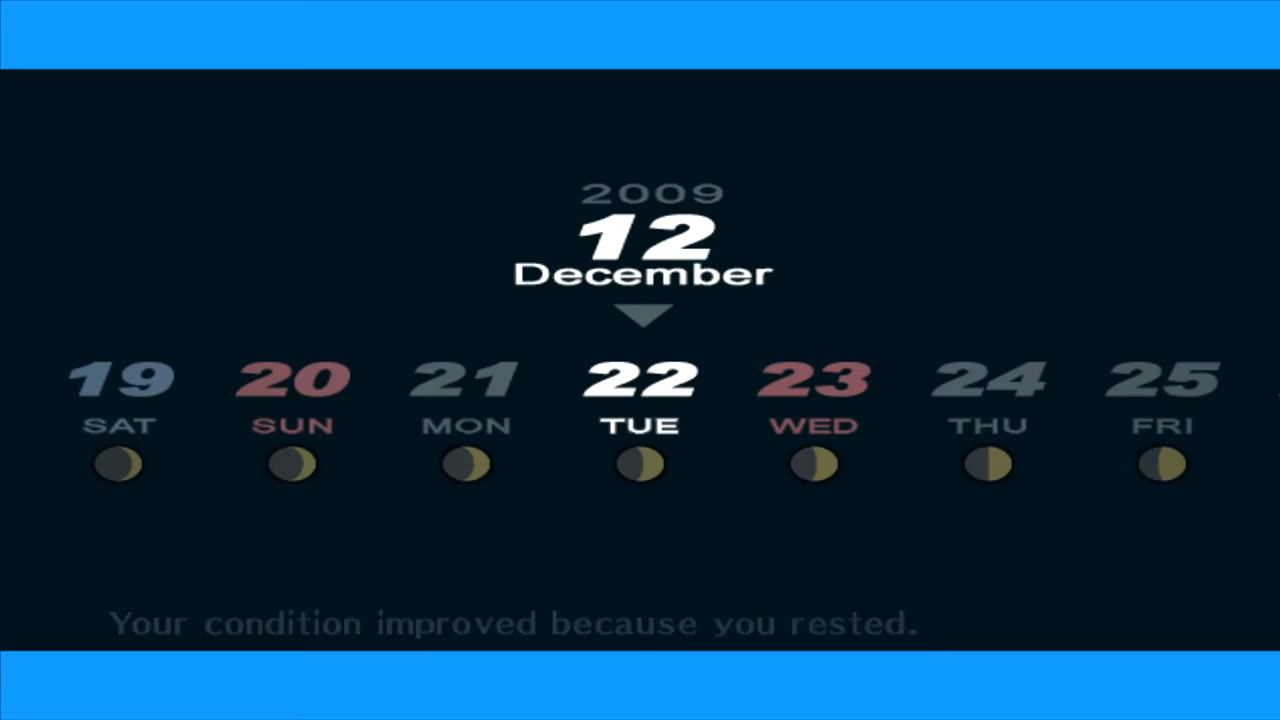 2009
12
December
19 20 21 22 23 24 25
SAT SUN MON TUE WED THU FRI
Your condition improved because you rested.